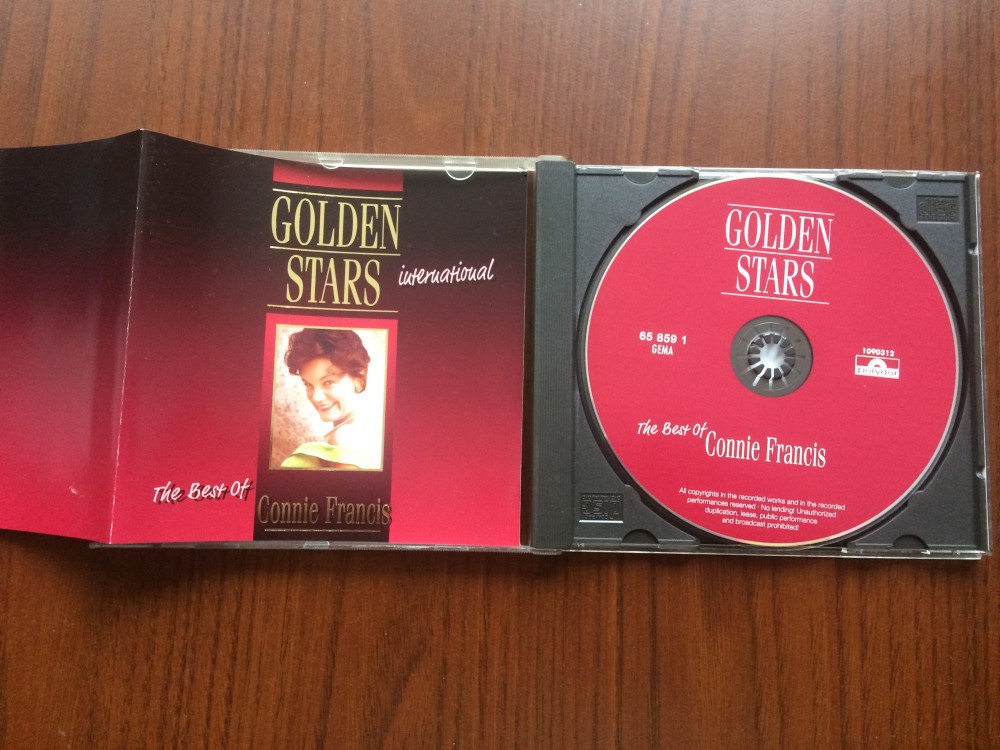 GOLDEN
STARS
international
The Best Of
Connie Francis
GOLDEN
STARS
65 859 1
GEMA
1090312
Polydor
The Best Of
Connie Francis
All copyrights in the recorded works and in the recorded
performances reserved · No lending! Unauthorized
duplication, lease, public performance
and broadcast prohibited!